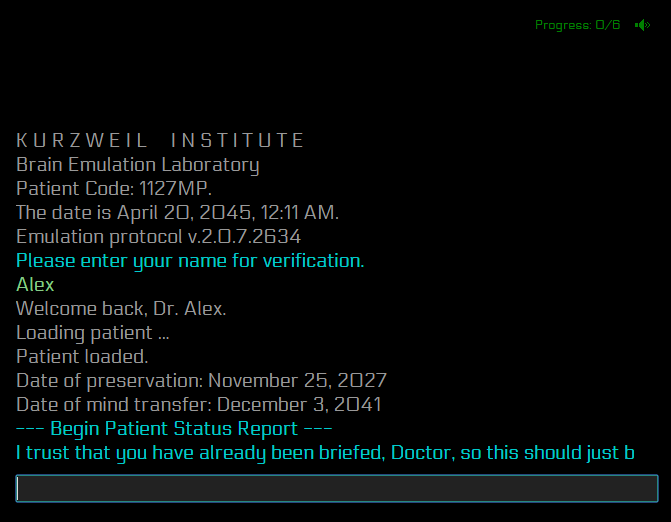 Progress: 0/6
KURZWEIL INSTITUTE
Brain Emulation Laboratory
Patient Code: 1127MP.
The date is April 20, 2045, 12:11 AM.
Emulation protocol v.2.0.7.2634
Please enter your name for verification.
Alex
Welcome back, Dr. Alex.
Loading patient ...
Patient loaded.
Date of preservation: November 25, 2027
Date of mind transfer: December 3, 2041
--- Begin Patient Status Report ---
I trust that you have already been briefed, Doctor, so this should just b